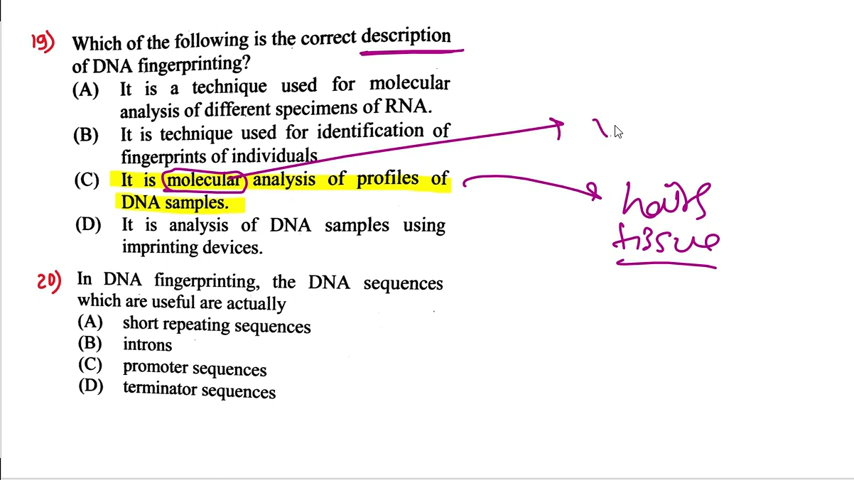 19) Which of the following is the correct description
of DNA fingerprinting?
(A) It is a technique used for molecular
analysis of different specimens of RNA.
(B) It is technique used for identification of
fingerprints of individuals
(C) It is molecular analysis of profiles of
DNA samples.
(D) It is analysis of DNA samples using
imprinting devices.
hairs
tissue
20) In DNA fingerprinting, the DNA sequences
which are useful are actually
(A) short repeating sequences
(B) introns
(C) promoter sequences
(D) terminator sequences